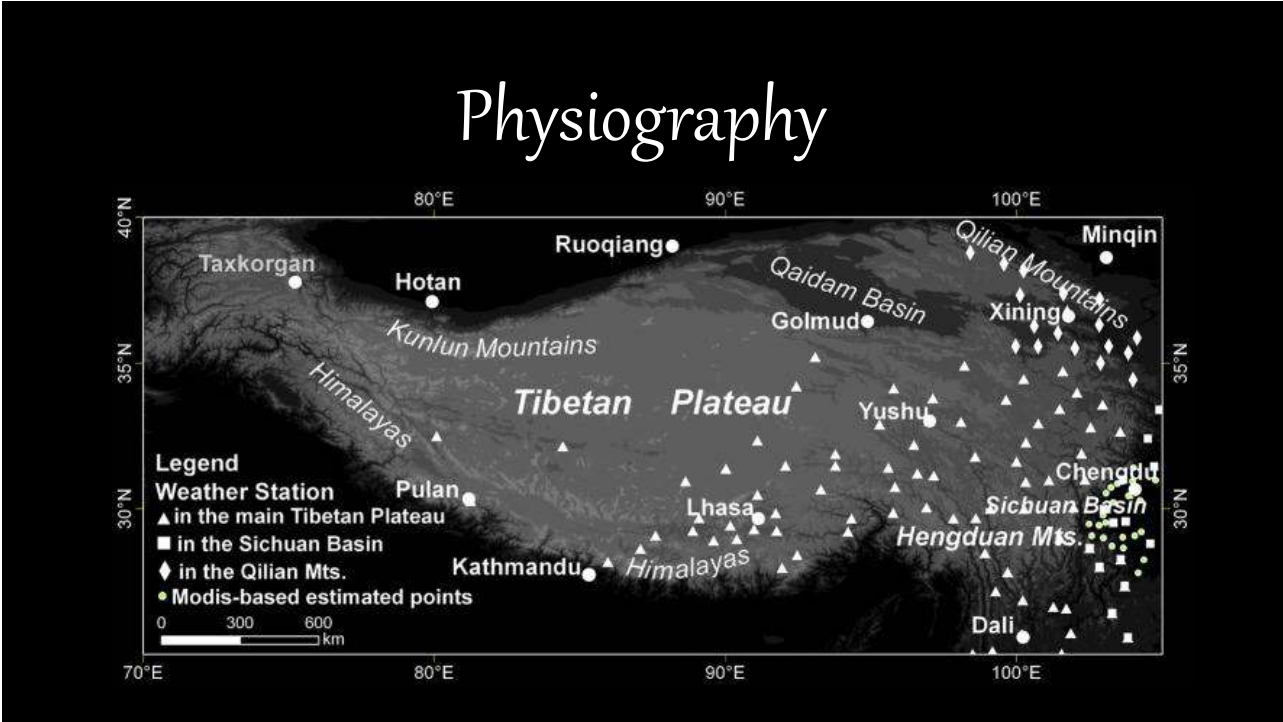 Physiography
80°E 90°E 100°E
40°N
Qilian Mountains
Minqin
Ruoqiang
Taxkorgan
Qaidam Basin
Hotan
Xining
Golmud
Kunlun Mountains
35°N
35°N
Himalayas
Tibetan Plateau
Yushu
Legend
Chengdu
Weather Station
Pulan
in the main Tibetan Plateau
Lhasa
Sichuan Basin
30°N
30°N
in the Sichuan Basin
Hengduan Mts.
in the Qilian Mts.
Kathmandu
Himalayas
Modis-based estimated points
0 300 600
km
Dali
70°E 80°E 90°E 100°E